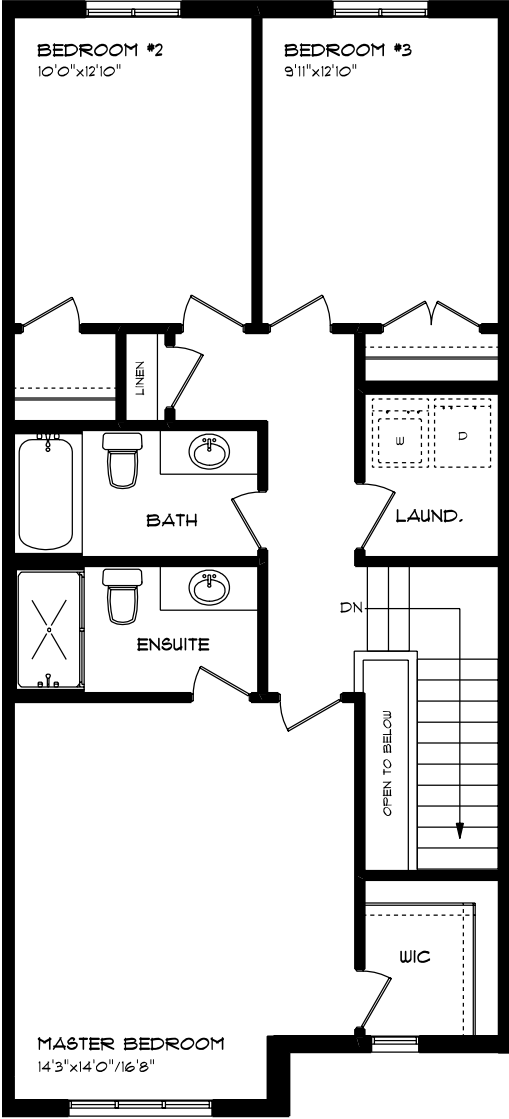 BEDROOM #2
10'0"x12'10"
BEDROOM #3
9'11"x12'10"
LINEN
W
D
BATH
LAUND.
DN
ENSUITE
OPEN TO BELOW
WIC
MASTER BEDROOM
14'3"x14'0"/16'8"